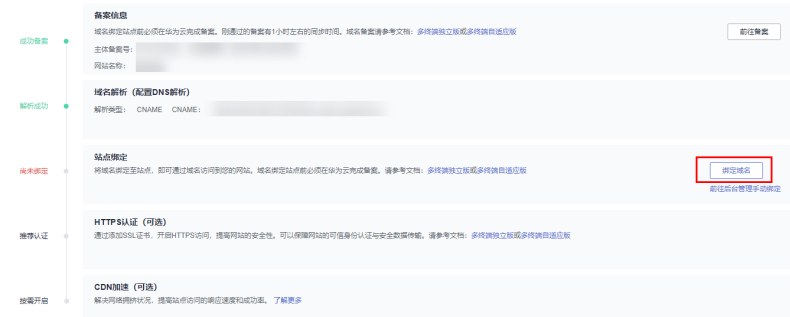 备案信息
域名绑定站点前必须在华为云完成备案。刚通过的备案有1小时左右的同步时间。域名备案请参考文档：多终端独立版或多终端自适应版
前往备案
成功备案
主体备案号：
网站名称：
域名解析（配置DNS解析）
解析成功
解析类型： CNAME CNAME：
站点绑定
尚未绑定
将域名绑定至站点，即可通过域名访问到您的网站。域名绑定站点前必须在华为云完成备案。请参考文档：多终端独立版或多终端自适应版
绑定域名
前往后台管理手动绑定
HTTPS认证（可选）
推荐认证
通过添加SSL证书，开启HTTPS访问，提高网站的安全性。可以保障网站的可信身份认证与安全数据传输。请参考文档：多终端独立版或多终端自适应版
CDN加速（可选）
按需开启
解决网络拥挤状况，提高站点访问的响应速度和成功率。 了解更多